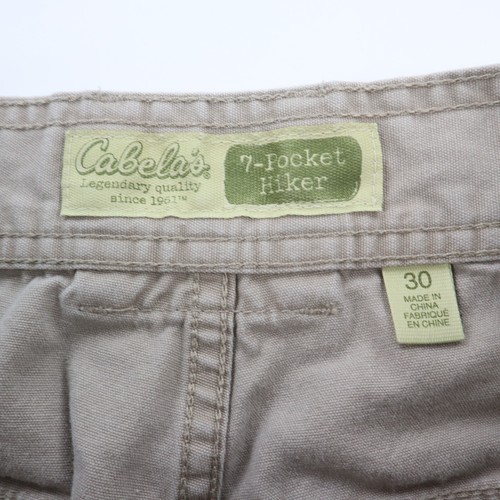 Cabela's
Legendary quality
since 1961™
7-Pocket
Hiker
30
MADE IN
CHINA
FABRIQUÉ
EN CHINE